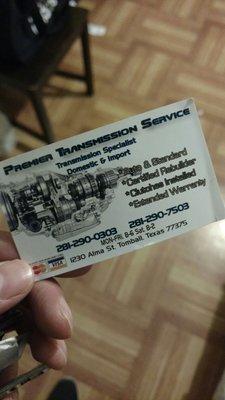 Premier Transmission Service
Transmission Specialist
Domestic & Import
& Standard
*Certified Rebuilder
*Clutches Installed
*Extended Warranty
281-290-0303 281-290-7503
MON-FRI. 8-6 Sat. 8-2
VISA
1230 Alma St. Tomball, Texas 77375